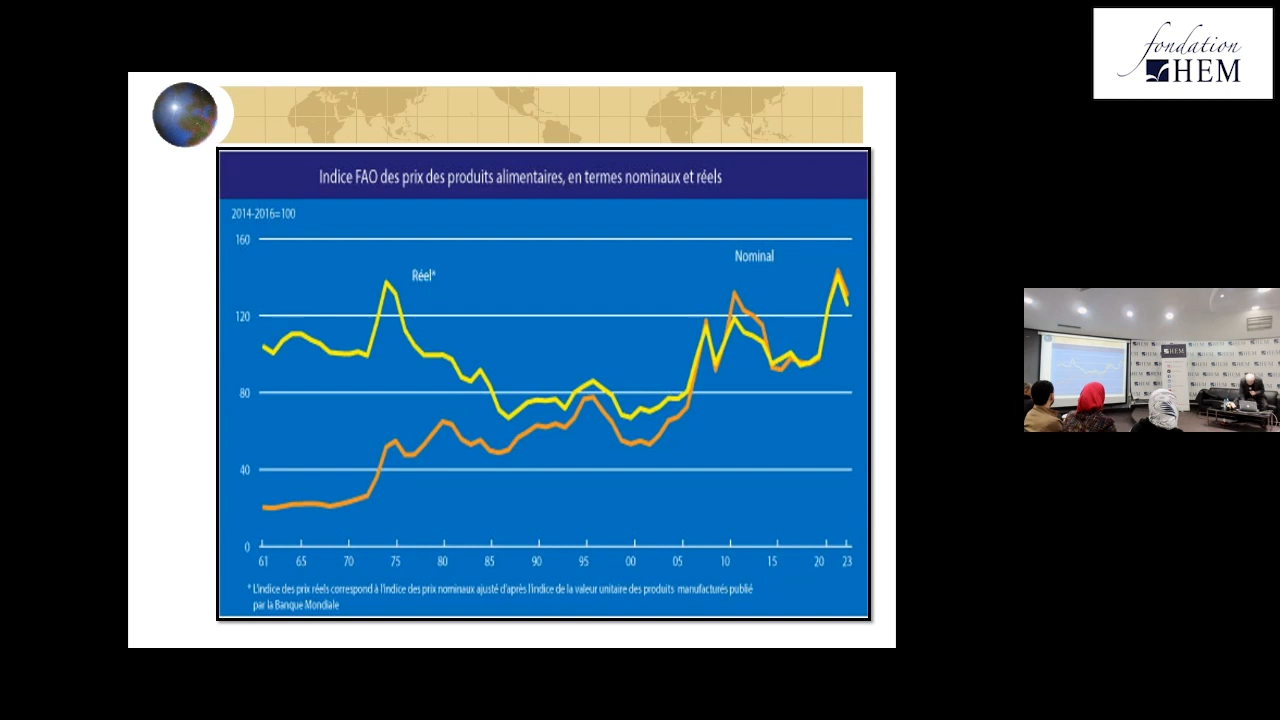 fondation
HEM
Indice FAO des prix des produits alimentaires, en termes nominaux et réels
2014-2016=100
160
Nominal
Réel*
120
80
40
0
61 65 70 75 80 85 90 95 00 05 10 15 20 23
* L'indice des prix réels correspond à l'indice des prix nominaux ajusté d'après l'indice de la valeur unitaire des produits manufacturés publié
par la Banque Mondiale
HEM